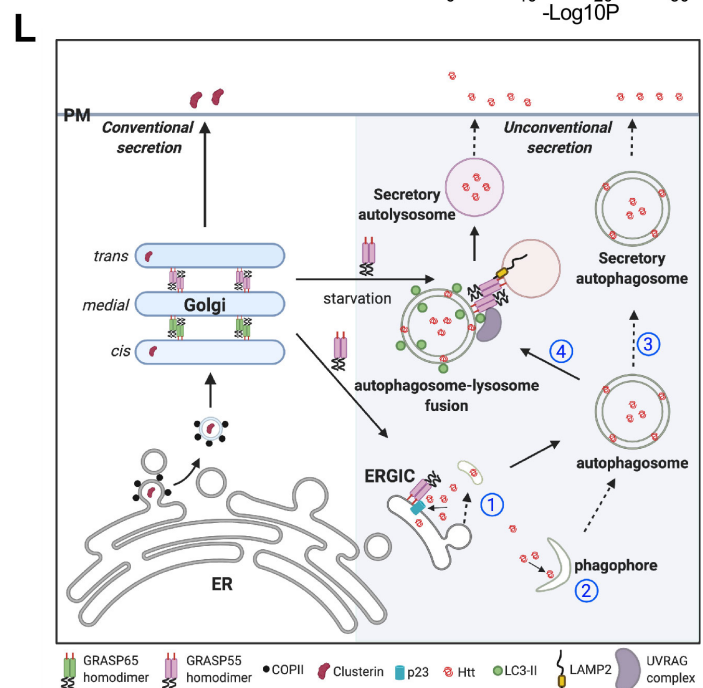 -Log10P
L
PM
Conventional
secretion
Unconventional
secretion
Secretory
autolysosome
trans
medial
Golgi
cis
starvation
Secretory
autophagosome
4
3
autophagosome-lysosome
fusion
autophagosome
ERGIC
1
phagophore
2
ER
GRASP65
homodimer
GRASP55
homodimer
COPII
Clusterin
p23
Htt
LC3-II
LAMP2
UVRAG
complex